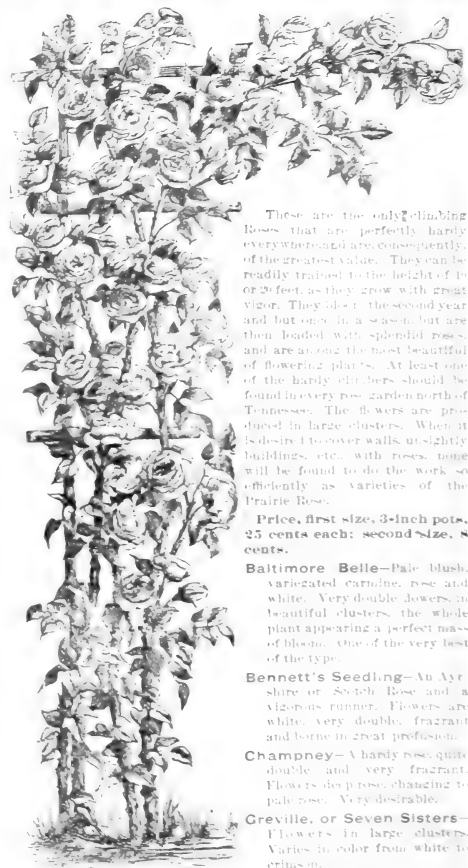 These are the only climbing
Roses that are perfectly hardy
everywhere and are, consequently,
of the greatest value. They can be
readily trained to the height of
or 20 feet, as they grow with great
vigor. They the second year
and but once in a season, but are
then loaded with splendid roses,
and are among the most beautiful
of flowering plants. At least one
of the hardy climbers should be
found in every rose garden north of
Tennessee. The flowers are pro-
duced in large clusters. When it
is desired to cover walls, unsightly
buildings, etc., with roses, none
will be found to do the work so
efficiently as varieties of the
Prairie Rose.
Price, first size, 3-inch pots,
25 cents each; second size, 8
cents.
Baltimore Belle—Pale blush,
variegated carmine, rose and
white. Very double flowers, in
beautiful clusters, the whole
plant appearing a perfect mass
of bloom. One of the very best
of the type.
Bennett's Seedling—An Ayr-
shire or Scotch Rose and a
vigorous runner. Flowers are
white, very double, fragrant
and borne in great profusion.
Champney—A hardy rose, quite
double and very fragrant.
Flowers deep rose, changing to
pale rose. Very desirable.
Greville, or Seven Sisters—
Flowers in large clusters.
Varies in color from white to
crimson.